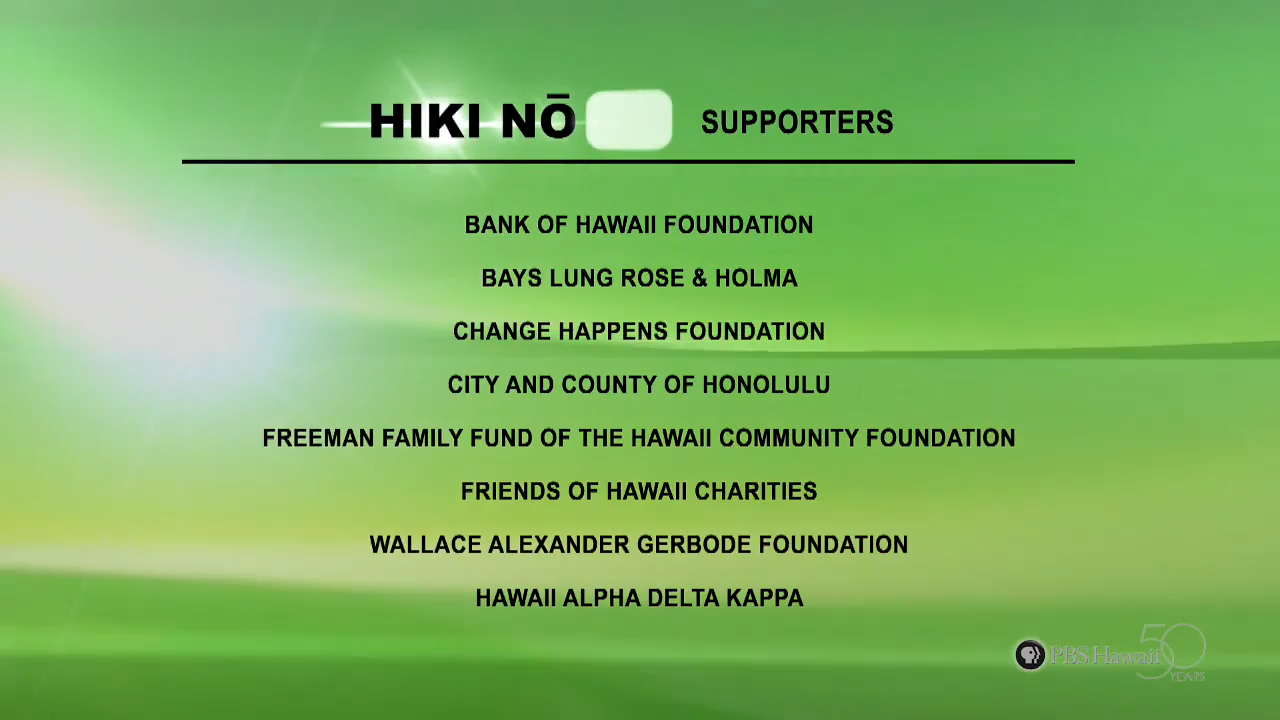 HIKI NŌ SUPPORTERS
BANK OF HAWAII FOUNDATION
BAYS LUNG ROSE & HOLMA
CHANGE HAPPENS FOUNDATION
CITY AND COUNTY OF HONOLULU
FREEMAN FAMILY FUND OF THE HAWAII COMMUNITY FOUNDATION
FRIENDS OF HAWAII CHARITIES
WALLACE ALEXANDER GERBODE FOUNDATION
HAWAII ALPHA DELTA KAPPA
PBS Hawaii 50
YEARS